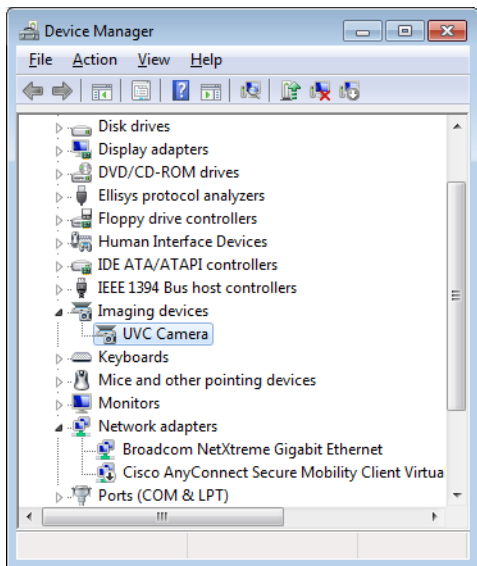 Device Manager
File Action View Help
Disk drives
Display adapters
DVD/CD-ROM drives
Ellisys protocol analyzers
Floppy drive controllers
Human Interface Devices
IDE ATA/ATAPI controllers
IEEE 1394 Bus host controllers
Imaging devices
UVC Camera
Keyboards
Mice and other pointing devices
Monitors
Network adapters
Broadcom NetXtreme Gigabit Ethernet
Cisco AnyConnect Secure Mobility Client Virtua
Ports (COM & LPT)